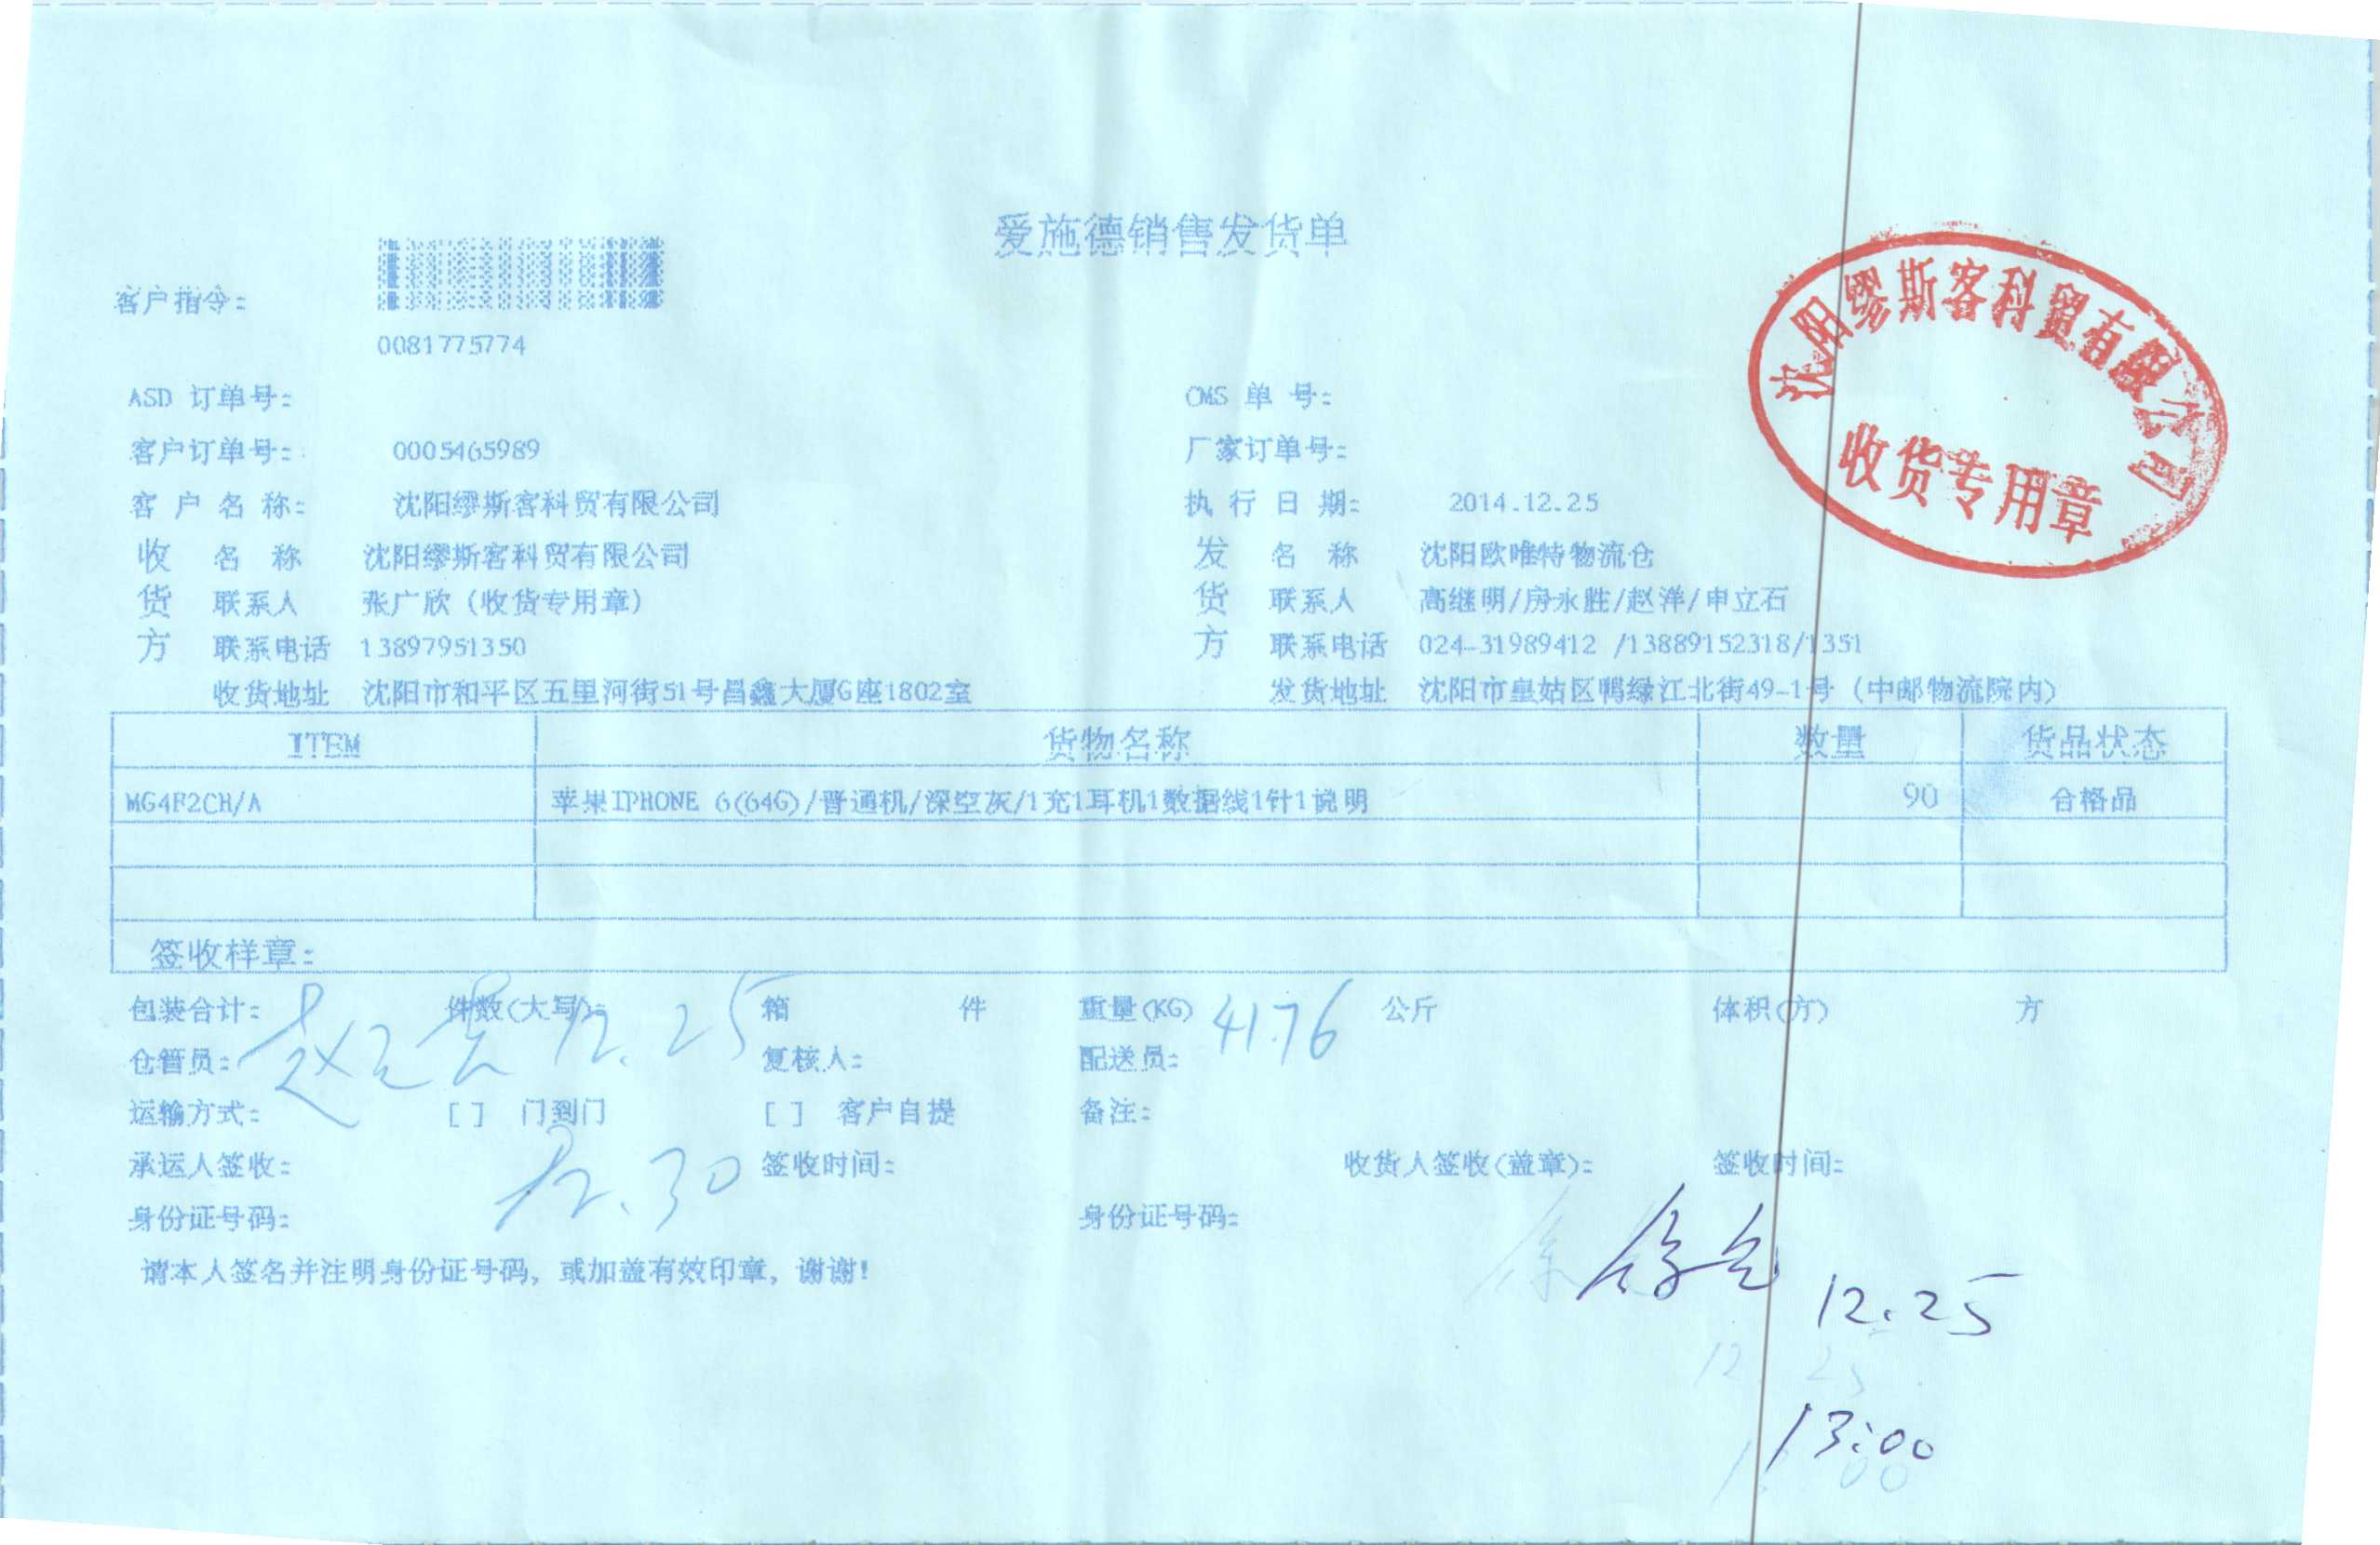 爱施德销售发货单
客户指令:
0081775774
ASD 订单号: CMS 单 号:
客户订单号: 0005465989 厂家订单号:
客 户 名 称: 沈阳缪斯客科贸有限公司 执 行 日 期: 2014.12.25
收 名 称 沈阳缪斯客科贸有限公司 发 名 称 沈阳欧唯特物流仓
货 联系人 张广欣(收货专用章) 货 联系人 高继明/房永胜/赵洋/申立石
方 联系电话 13897951350 方 联系电话 024-31989412 /13889152318/1351
收货地址 沈阳市和平区五里河街51号昌鑫大厦G座1802室 发货地址 沈阳市皇姑区鸭绿江北街49-1号(中邮物流院内)
沈阳缪斯客科贸有限公司
收货专用章
ITEM 货物名称 数量 货品状态
MG4F2CH/A 苹果IPHONE 6(64G)/普通机/深空灰/1充1耳机1数据线1针1说明 90 合格品
签收样章:
包装合计: 件数(大写): 箱 件 重量(KG) 41.76 公斤 体积(方) 方
12.25
仓管员: 复核人: 配送员:
运输方式: [ ] 门到门 [ ] 客户自提 备注:
承运人签收: 12.30 签收时间: 收货人签收(盖章): 签收时间:
身份证号码: 身份证号码:
请本人签名并注明身份证号码, 或加盖有效印章, 谢谢!
12.25
13:00